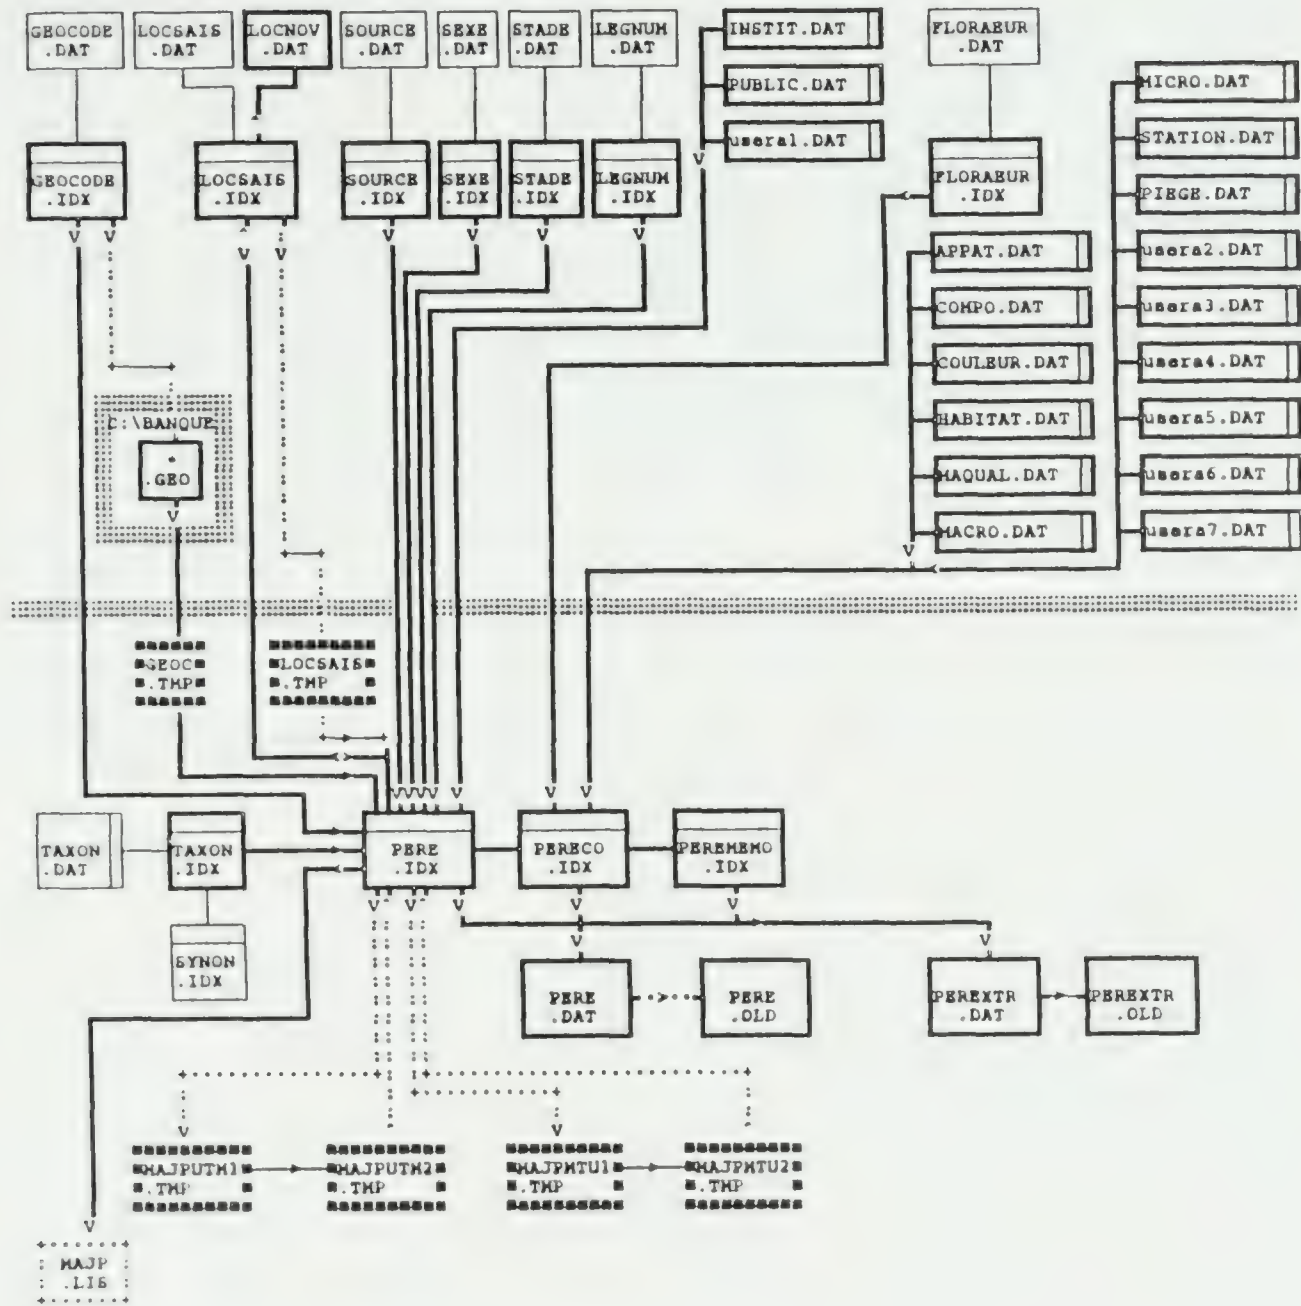 GEOCODE
.DAT
LOCSAIS
.DAT
LOCNOV
.DAT
SOURCE
.DAT
SEXE
.DAT
STADE
.DAT
LEGNUM
.DAT
INSTIT.DAT
PUBLIC.DAT
usera1.DAT
FLORAEUR
.DAT
MICRO.DAT
STATION.DAT
PIEGE.DAT
usera2.DAT
usera3.DAT
usera4.DAT
usera5.DAT
usera6.DAT
usera7.DAT
GEOCODE
.IDX
LOCSAIS
.IDX
SOURCE
.IDX
SEXE
.IDX
STADE
.IDX
LEGNUM
.IDX
FLORAEUR
.IDX
APPAT.DAT
COMPO.DAT
COULEUR.DAT
HABITAT.DAT
MAQUAL.DAT
MACRO.DAT
C:\BANQUE
*
.GEO
GEOC
.TMP
LOCSAIS
.TMP
TAXON
.DAT
TAXON
.IDX
PERE
.IDX
PERECO
.IDX
PEREMEMO
.IDX
SYNON
.IDX
PERE
.DAT
PERE
.OLD
PEREXTR
.DAT
PEREXTR
.OLD
MAJPUTM1
.TMP
MAJPUTM2
.TMP
MAJPMTU1
.TMP
MAJPMTU2
.TMP
MAJP
.LIS